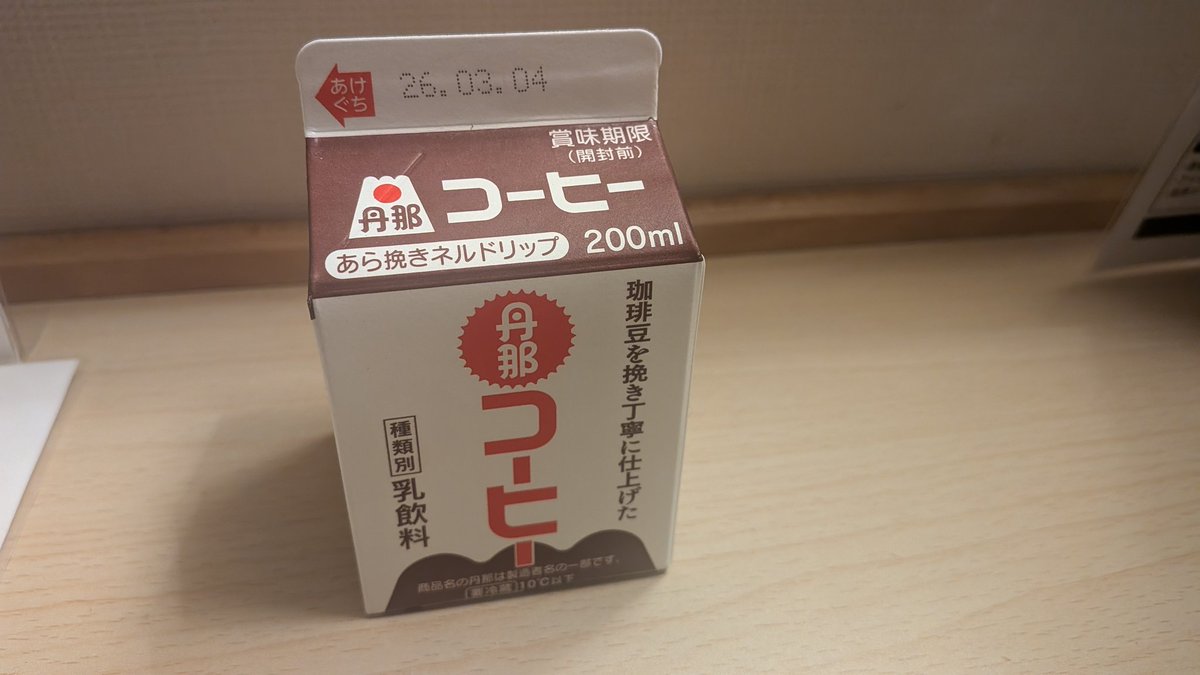 あけ
ぐち
26.03.04
賞味期限
(開封前)
丹那
コーヒー
あら挽きネルドリップ
200ml
丹那
コーヒー
珈琲豆を挽き丁寧に仕上げた
種類別
乳飲料
商品名の丹那は製造者名の一部です。
[要冷蔵]10℃以下